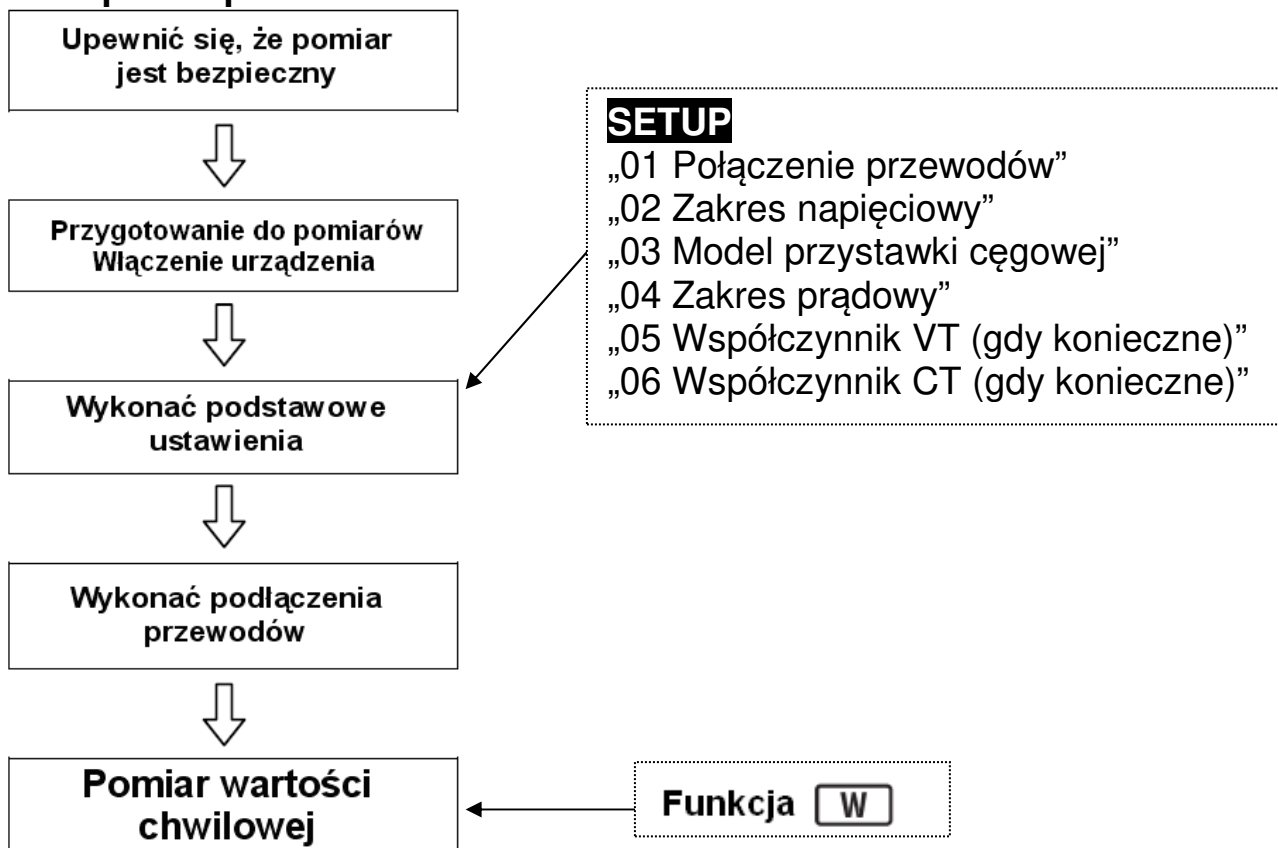 Upewnić się, że pomiar
jest bezpieczny
Przygotowanie do pomiarów
Włączenie urządzenia
Wykonać podstawowe
ustawienia
Wykonać podłączenia
przewodów
Pomiar wartości
chwilowej
SETUP
„01 Połączenie przewodów”
„02 Zakres napięciowy”
„03 Model przystawki cęgowej”
„04 Zakres prądowy”
„05 Współczynnik VT (gdy konieczne)”
„06 Współczynnik CT (gdy konieczne)”
Funkcja W